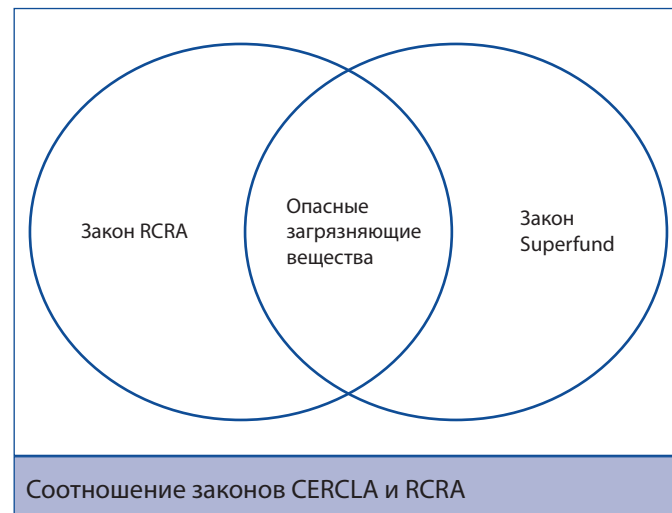 Закон RCRA
Опасные
загрязняющие
вещества
Закон
Superfund
Соотношение законов CERCLA и RCRA